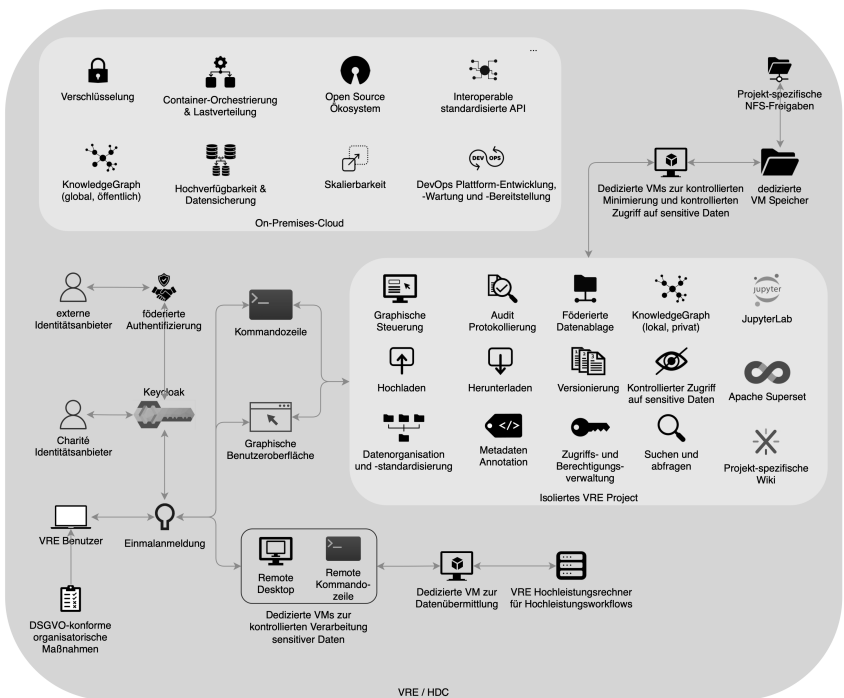 ...
Verschlüsselung
Container-Orchestrierung
& Lastverteilung
Open Source
Ökosystem
Interoperable
standardisierte API
KnowledgeGraph
(global, öffentlich)
Hochverfügbarkeit &
Datensicherung
Skalierbarkeit
DEV OPS
DevOps Plattform-Entwicklung,
-Wartung und -Bereitstellung
On-Premises-Cloud
Projekt-spezifische
NFS-Freigaben
Dedizierte VMs zur kontrollierten
Minimierung und kontrollierten
Zugriff auf sensitive Daten
dedizierte
VM Speicher
externe
Identitätsanbieter
föderierte
Authentifizierung
Keycloak
Charité
Identitätsanbieter
VRE Benutzer
Einmalanmeldung
DSGVO-konforme
organisatorische
Maßnahmen
Kommandozeile
Graphische
Benutzeroberfläche
Graphische
Steuerung
Audit
Protokollierung
Föderierte
Datenablage
KnowledgeGraph
(lokal, privat)
jupyter
JupyterLab
Hochladen
Herunterladen
1 2 3
Versionierung
Kontrollierter Zugriff
auf sensitive Daten
Apache Superset
Datenorganisation
und -standardisierung
</>
Metadaten
Annotation
Zugriffs- und
Berechtigungs-
verwaltung
Suchen und
abfragen
Projekt-spezifische
Wiki
Isoliertes VRE Project
Remote
Desktop
Remote
Kommando-
zeile
Dedizierte VMs zur
kontrollierten Verarbeitung
sensitiver Daten
Dedizierte VM zur
Datenübermittlung
VRE Hochleistungsrechner
für Hochleistungsworkflows
VRE / HDC